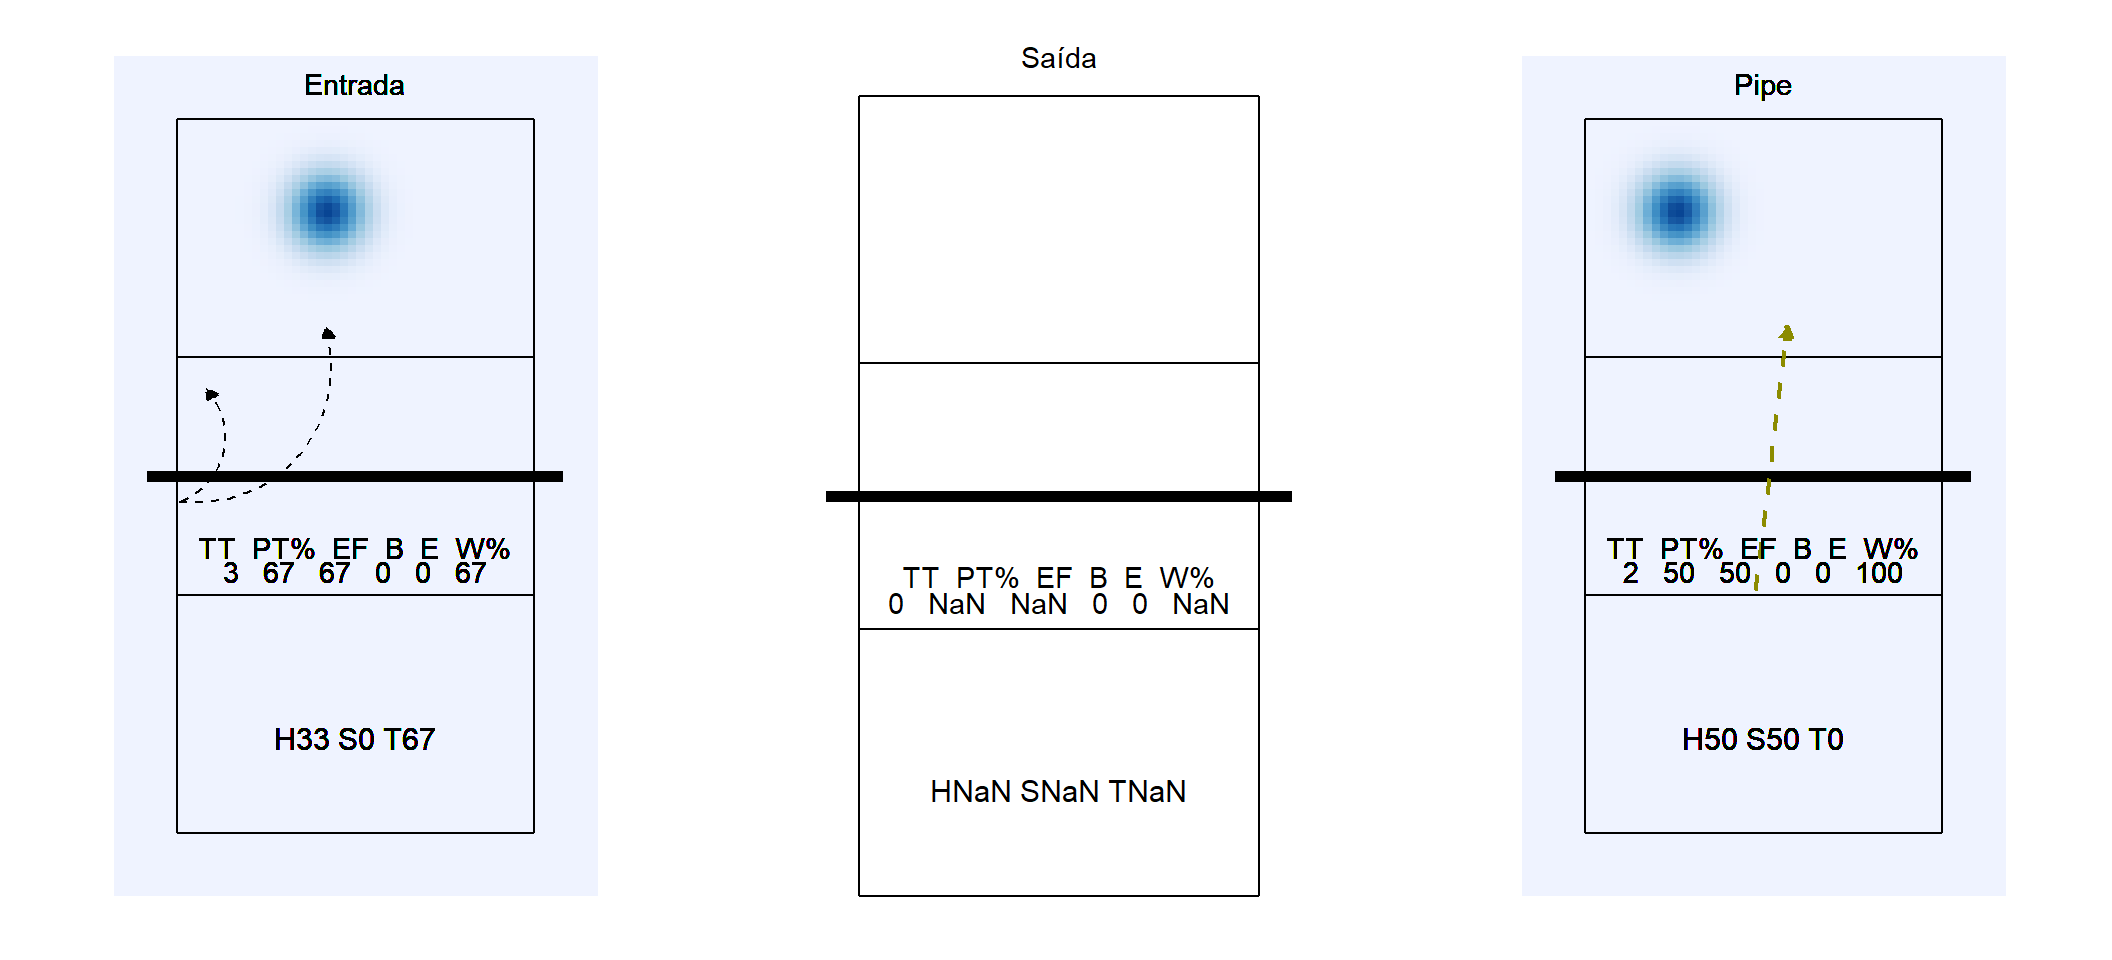 Entrada
TT PT% EF B E W%
3 67 67 0 0 67
H33 S0 T67
Saída
TT PT% EF B E W%
0 NaN NaN 0 0 NaN
HNaN SNaN TNaN
Pipe
TT PT% EF B E W%
2 50 50 0 0 100
H50 S50 T0